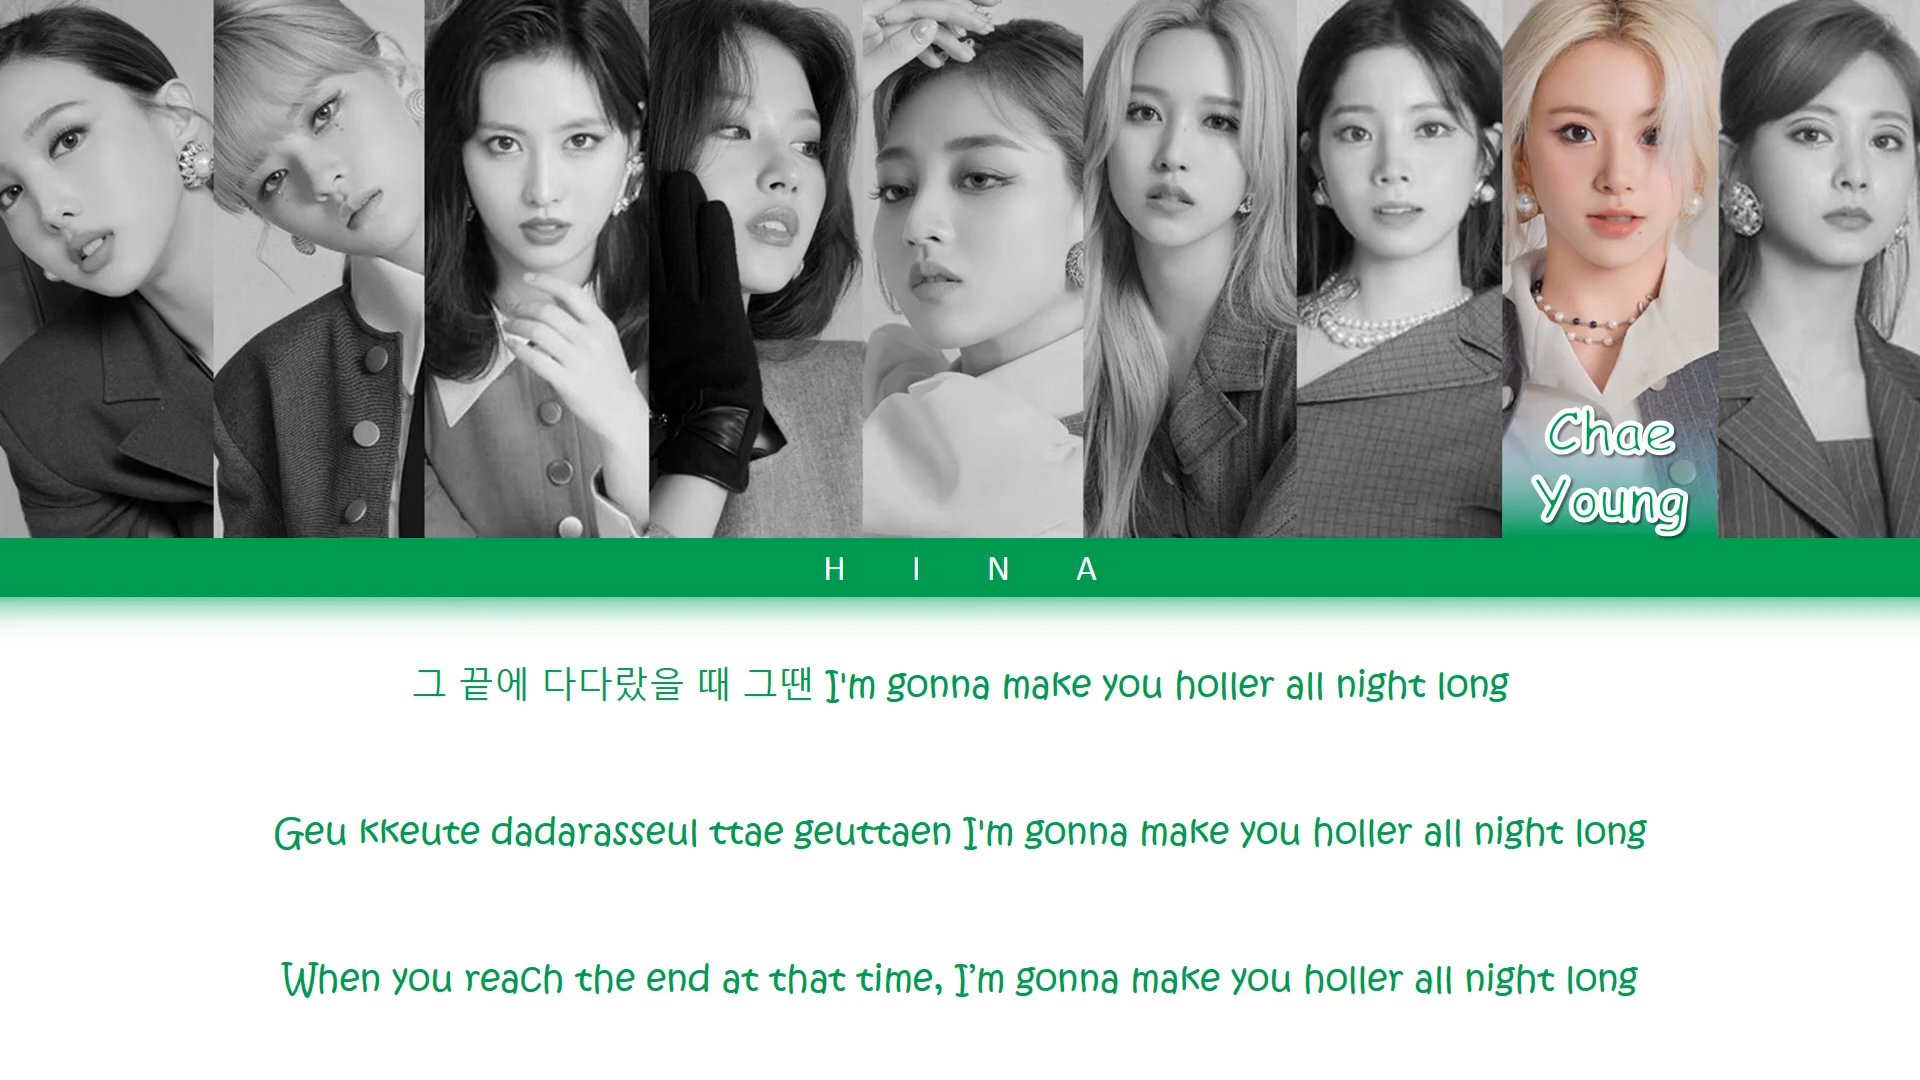 Chae
Young
H I N A
그 끝에 다다랐을 때 그땐 I'm gonna make you holler all night long
Geu kkeute dadarasseul ttae geuttaen I'm gonna make you holler all night long
When you reach the end at that time, I’m gonna make you holler all night long